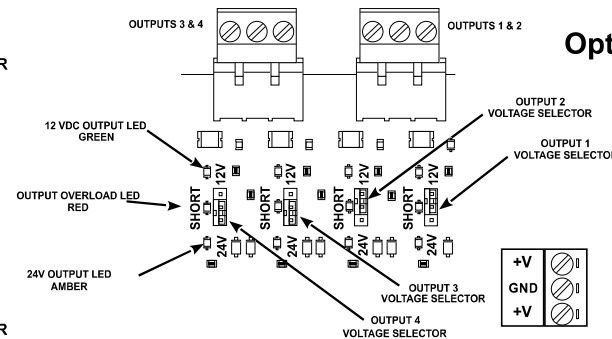 OUTPUTS 3 & 4
OUTPUTS 1 & 2
Opt
R
OUTPUT 2
VOLTAGE SELECTOR
12 VDC OUTPUT LED
GREEN
OUTPUT 1
VOLTAGE SELECTOR
12V
12V
12V
12V
OUTPUT OVERLOAD LED
RED
SHORT
SHORT
SHORT
SHORT
24V
24V
24V
24V
24V OUTPUT LED
AMBER
OUTPUT 3
VOLTAGE SELECTOR
OUTPUT 4
VOLTAGE SELECTOR
+V
GND
+V
R